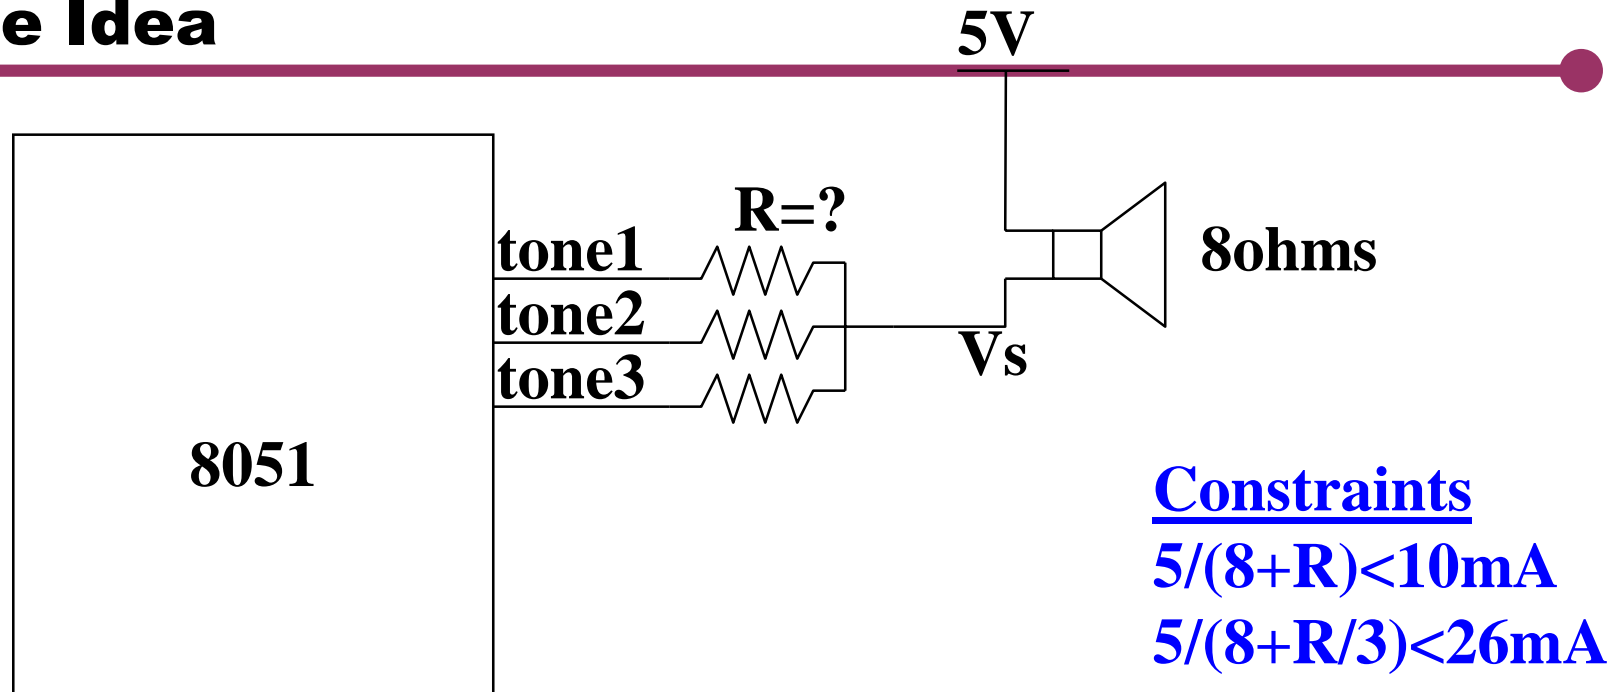 e Idea
5V
R=?
tone1
8ohms
tone2
Vs
tone3
8051
Constraints
5/(8+R)<10mA
5/(8+R/3)<26mA